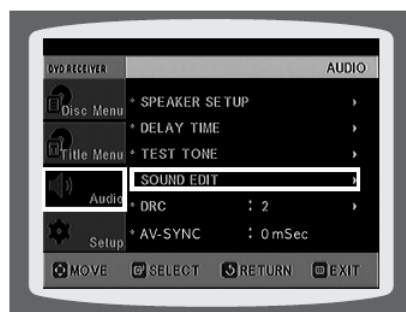 DVD RECEIVER AUDIO
Disc Menu
Title Menu
Audio
Setup
• SPEAKER SETUP
• DELAY TIME
• TEST TONE
SOUND EDIT
• DRC : 2
• AV-SYNC : 0 mSec
MOVE SELECT RETURN EXIT